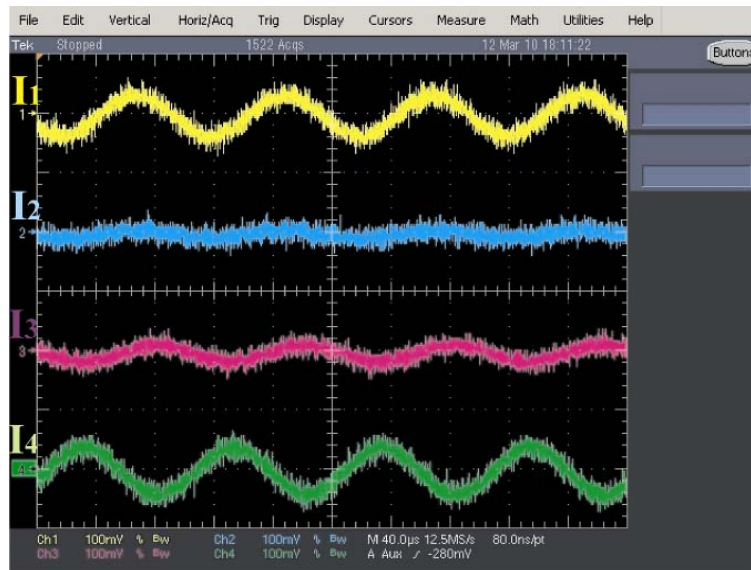 File Edit Vertical Horiz/Acq Trig Display Cursors Measure Math Utilities Help
Tek Stopped 1522 Acqs 12 Mar 10 18:11:22
Buttons
I1
1
I2
2
I3
3
I4
4
Ch1 100mV Bw Ch2 100mV Bw M 40.0µs 12.5MS/s 80.0ns/pt
Ch3 100mV Bw Ch4 100mV Bw A Aux -280mV